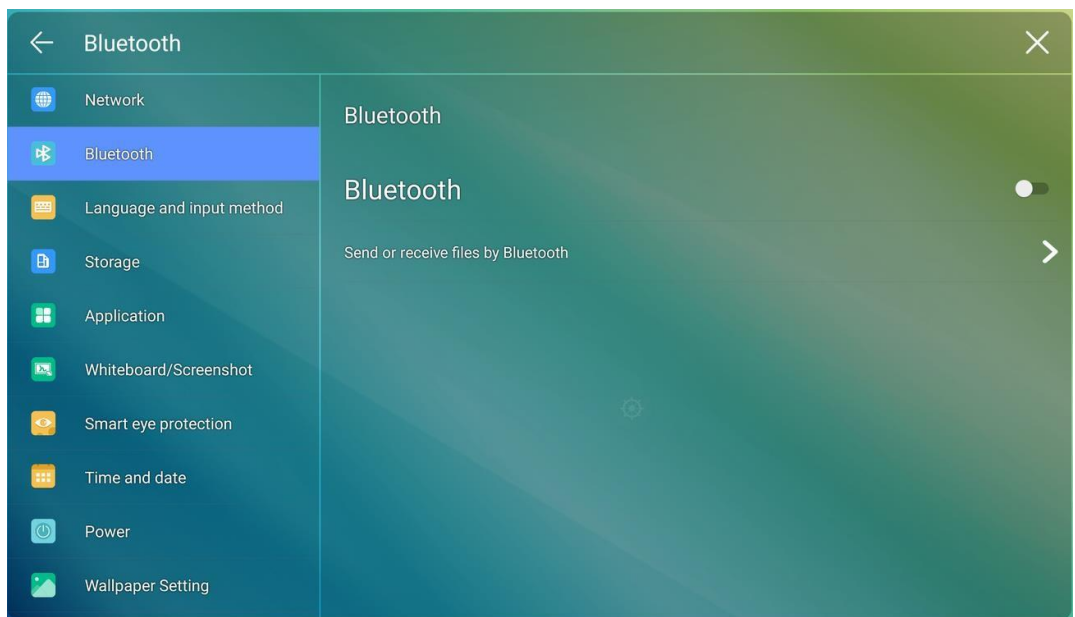 Bluetooth
Network
Bluetooth
Language and input method
Storage
Application
Whiteboard/Screenshot
Smart eye protection
Time and date
Power
Wallpaper Setting
Bluetooth
Bluetooth
Send or receive files by Bluetooth